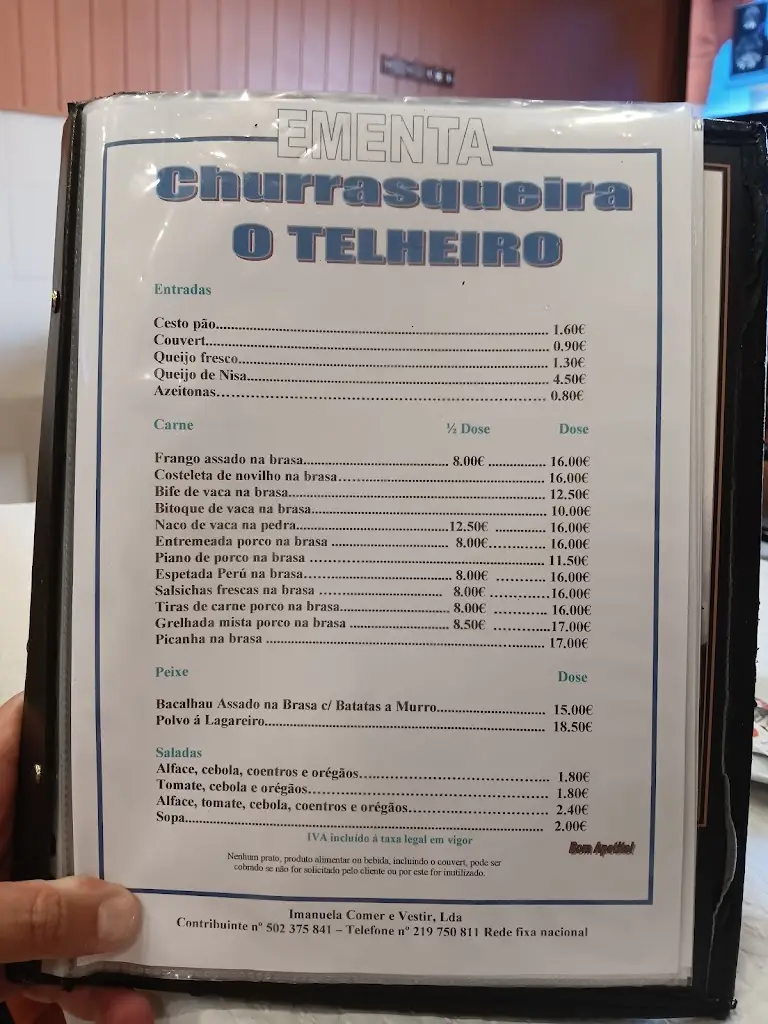 EMENTA
Churrasqueira
O TELHEIRO
Entradas
Cesto pão........ 1.60€
Couvert........ 0.90€
Queijo fresco........ 1.30€
Queijo de Nisa........ 4.50€
Azeitonas........ 0.80€
Carne ½ Dose Dose
Frango assado na brasa........ 8.00€ ........ 16.00€
Costeleta de novilho na brasa........ 16.00€
Bife de vaca na brasa........ 12.50€
Bitoque de vaca na brasa........ 10.00€
Naco de vaca na pedra........ 12.50€ ........ 16.00€
Entremeada porco na brasa ........ 8.00€ ........ 16.00€
Piano de porco na brasa ........ 11.50€
Espetada Perú na brasa........ 8.00€ ........ 16.00€
Salsichas frescas na brasa ........ 8.00€ ........ 16.00€
Tiras de carne porco na brasa........ 8.00€ ........ 16.00€
Grelhada mista porco na brasa ........ 8.50€ ........ 17.00€
Picanha na brasa ........ 17.00€
Peixe Dose
Bacalhau Assado na Brasa c/ Batatas a Murro........ 15.00€
Polvo á Lagareiro........ 18.50€
Saladas
Alface, cebola, coentros e orégãos........ 1.80€
Tomate, cebola e orégãos........ 1.80€
Alface, tomate, cebola, coentros e orégãos........ 2.40€
Sopa........ 2.00€
IVA incluído á taxa legal em vigor
Bom Apetite!
Nenhum prato, produto alimentar ou bebida, incluindo o couvert, pode ser
cobrado se não for solicitado pelo cliente ou por este for inutilizado.
Imanuela Comer e Vestir, Lda
Contribuinte nº 502 375 841 – Telefone nº 219 750 811 Rede fixa nacional